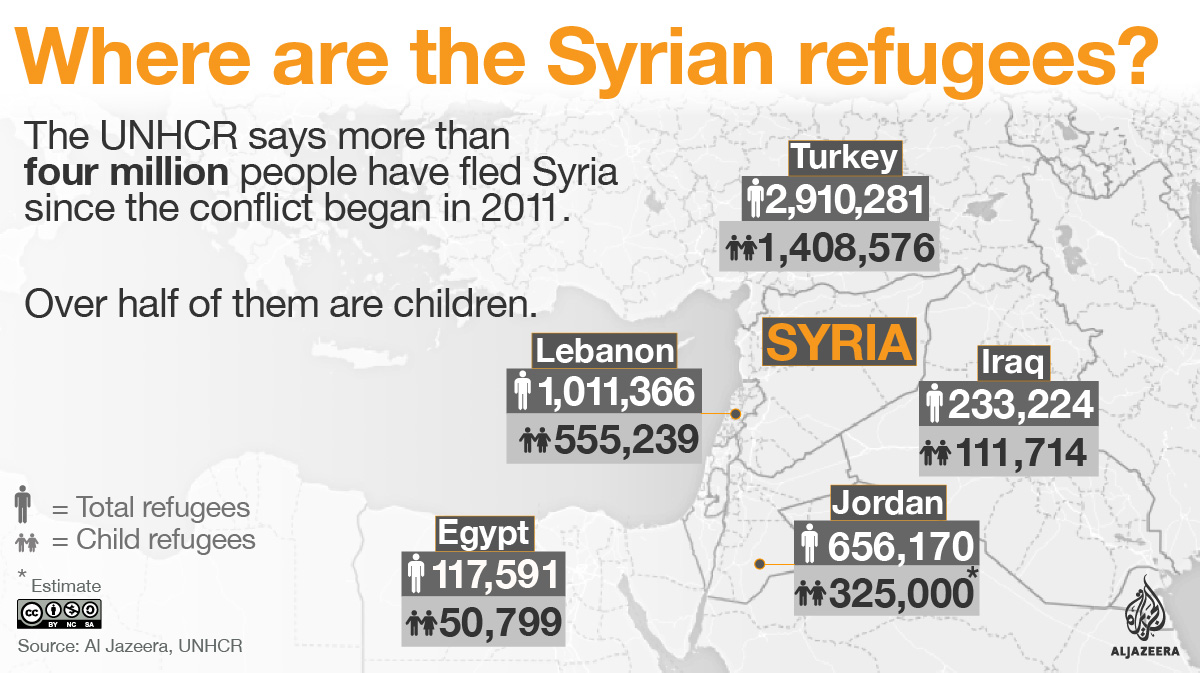 Where are the Syrian refugees?
The UNHCR says more than
four million people have fled Syria
since the conflict began in 2011.
Over half of them are children.
Turkey
2,910,281
1,408,576
SYRIA
Lebanon
1,011,366
555,239
Iraq
233,224
111,714
Jordan
656,170
325,000*
Egypt
117,591
50,799
= Total refugees
= Child refugees
* Estimate
cc BY NC SA
Source: Al Jazeera, UNHCR
الجزيرة
ALJAZEERA